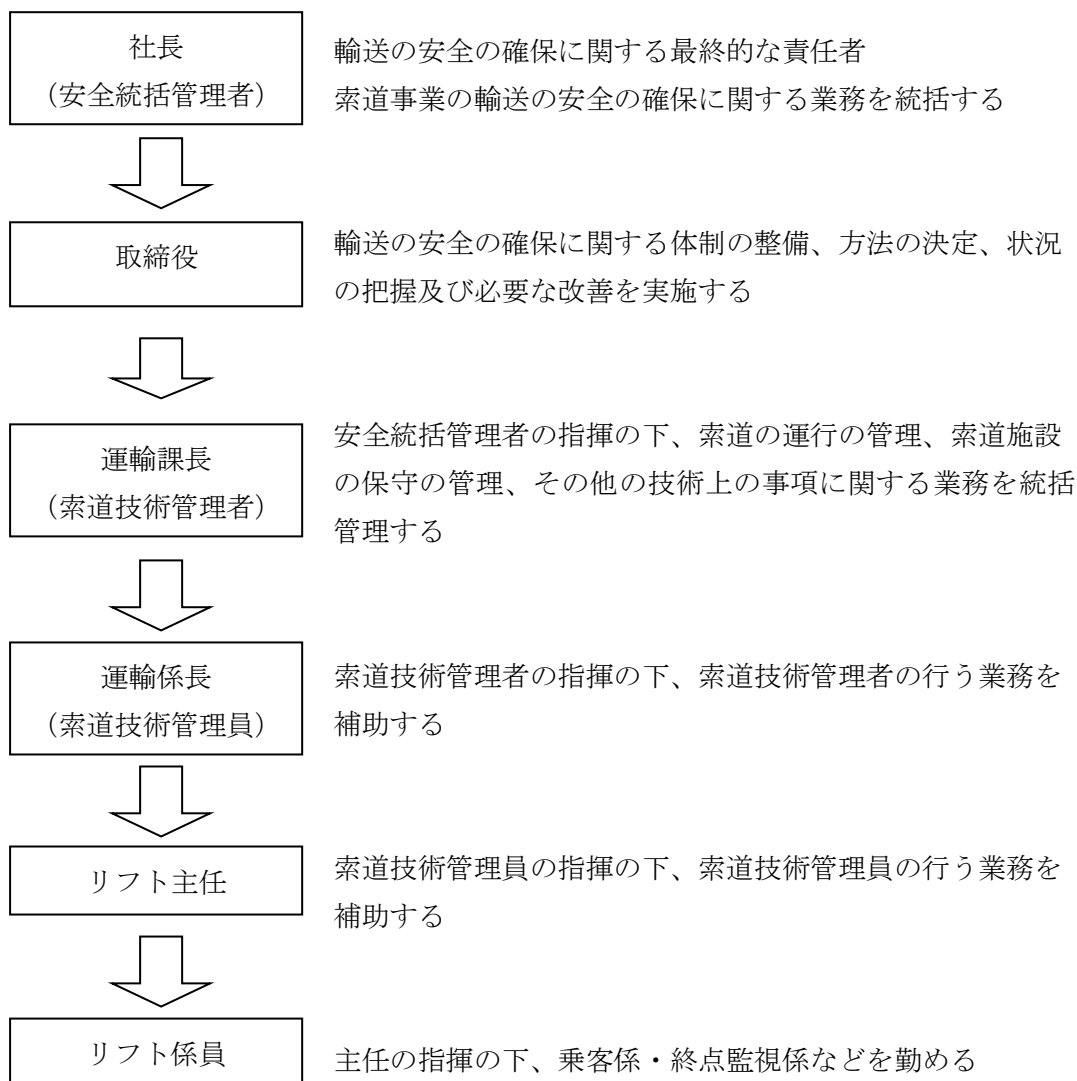 社長
(安全統括管理者)
輸送の安全の確保に関する最終的な責任者
索道事業の輸送の安全の確保に関する業務を統括する
取締役
輸送の安全の確保に関する体制の整備、方法の決定、状況
の把握及び必要な改善を実施する
運輸課長
(索道技術管理者)
安全統括管理者の指揮の下、索道の運行の管理、索道施設
の保守の管理、その他の技術上の事項に関する業務を統括
管理する
運輸係長
(索道技術管理員)
索道技術管理者の指揮の下、索道技術管理者の行う業務を
補助する
リフト主任
索道技術管理員の指揮の下、索道技術管理員の行う業務を
補助する
リフト係員
主任の指揮の下、乗客係・終点監視係などを勤める